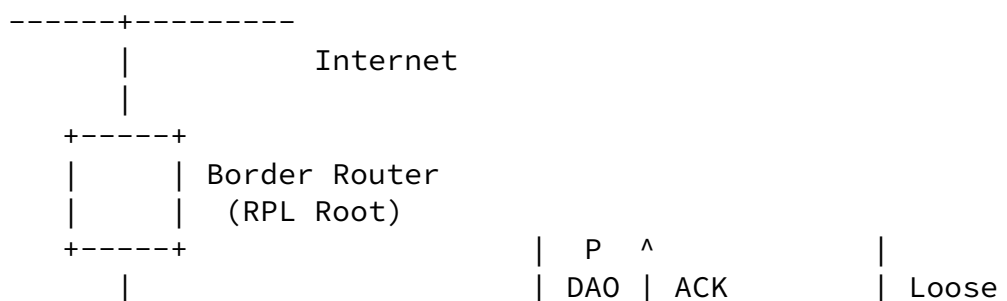 ------+---------
|          Internet
|
+-----+
|     | Border Router
|     |  (RPL Root)
+-----+                 |  P  ^          |
|                    | DAO | ACK       | Loose